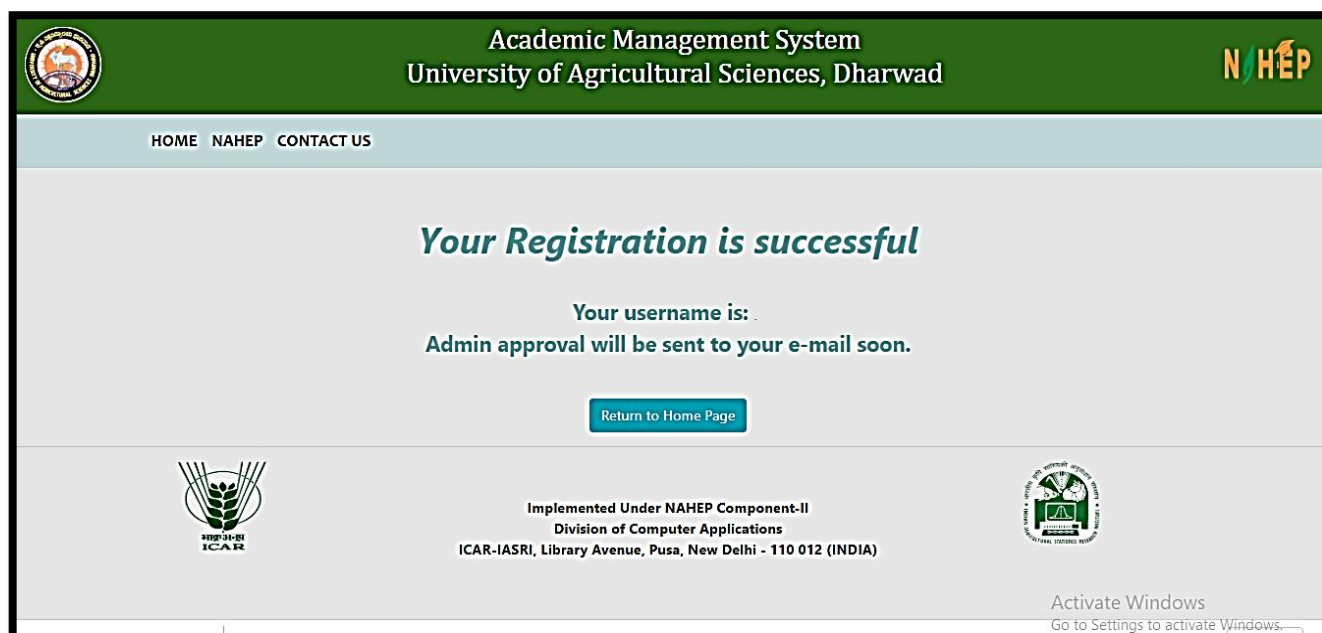 Academic Management System
University of Agricultural Sciences, Dharwad
NAHEP
HOME NAHEP CONTACT US
Your Registration is successful
Your username is:
Admin approval will be sent to your e-mail soon.
Return to Home Page
भाकृअनुप
ICAR
Implemented Under NAHEP Component-II
Division of Computer Applications
ICAR-IASRI, Library Avenue, Pusa, New Delhi - 110 012 (INDIA)
Activate Windows
Go to Settings to activate Windows.